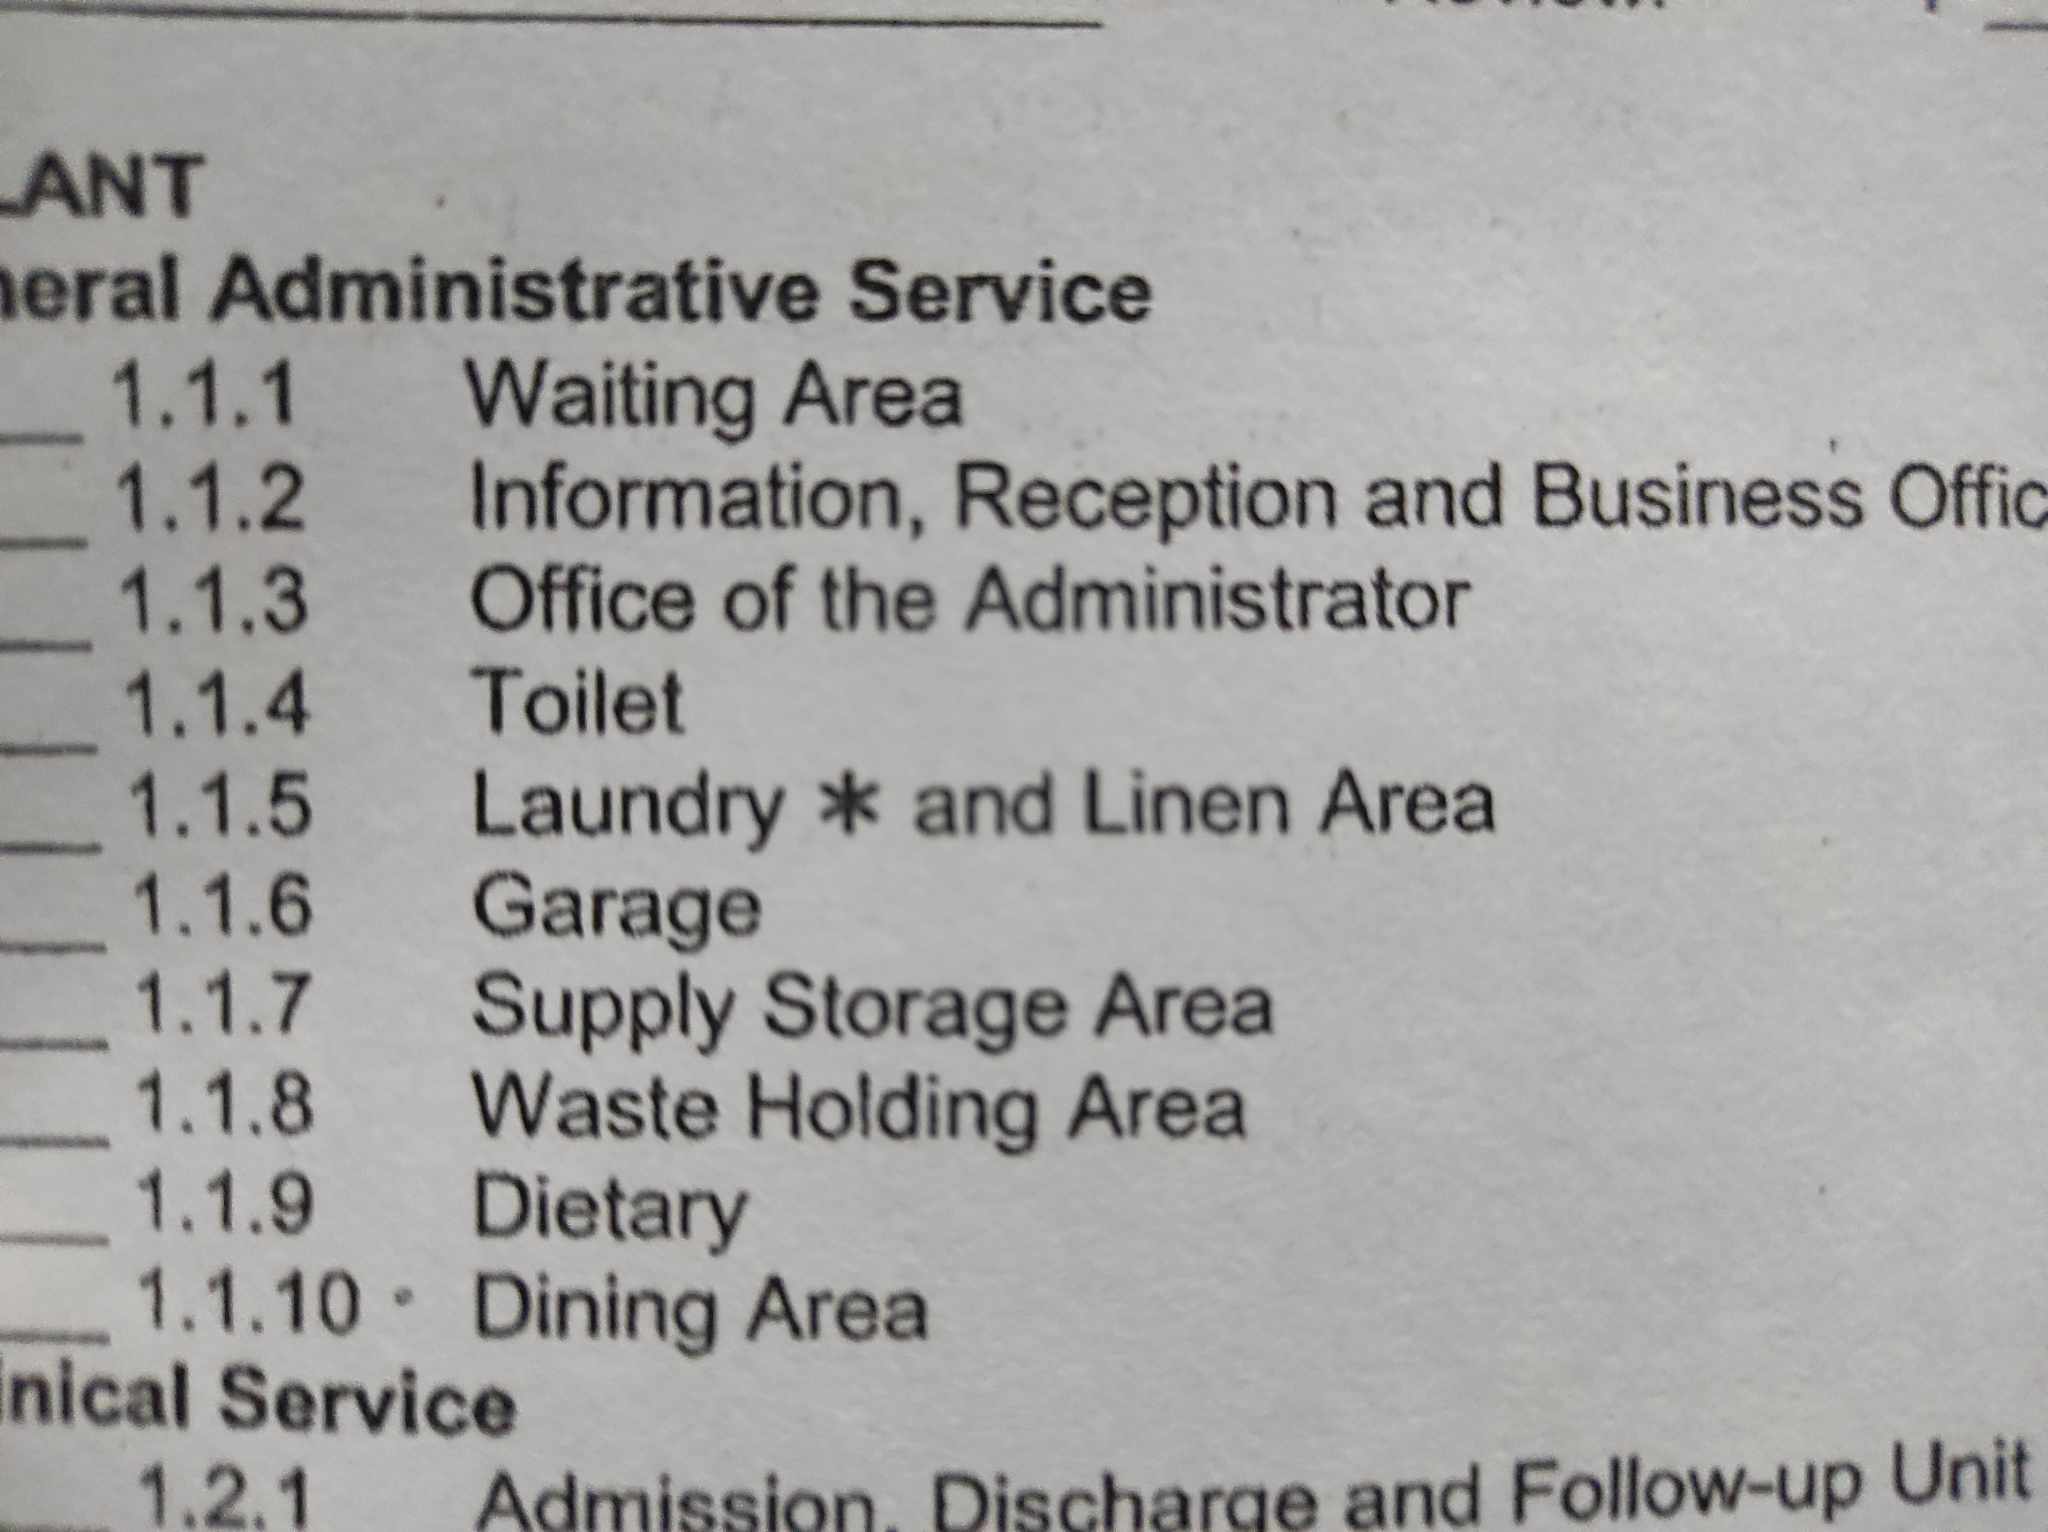 LANT
neral Administrative Service
___ 1.1.1 Waiting Area
___ 1.1.2 Information, Reception and Business Offic
___ 1.1.3 Office of the Administrator
___ 1.1.4 Toilet
___ 1.1.5 Laundry * and Linen Area
___ 1.1.6 Garage
___ 1.1.7 Supply Storage Area
___ 1.1.8 Waste Holding Area
___ 1.1.9 Dietary
___ 1.1.10 Dining Area
inical Service
___ 1.2.1 Admission, Discharge and Follow-up Unit